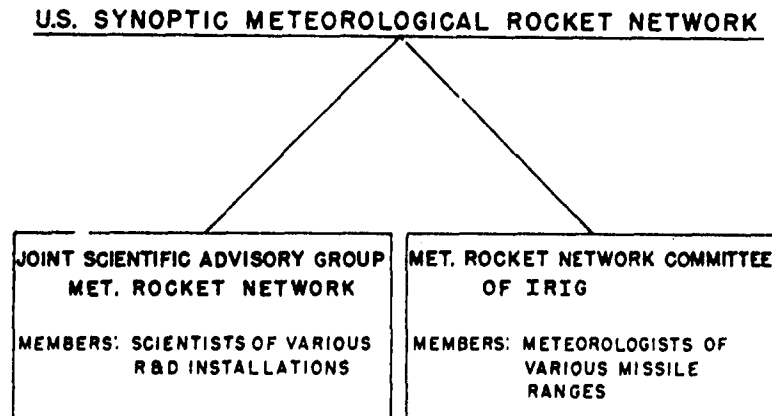 U.S. SYNOPTIC METEOROLOGICAL ROCKET NETWORK
JOINT SCIENTIFIC ADVISORY GROUP
MET. ROCKET NETWORK
MEMBERS: SCIENTISTS OF VARIOUS
R&D INSTALLATIONS
MET. ROCKET NETWORK COMMITTEE
OF IRIG
MEMBERS: METEOROLOGISTS OF
VARIOUS MISSILE
RANGES